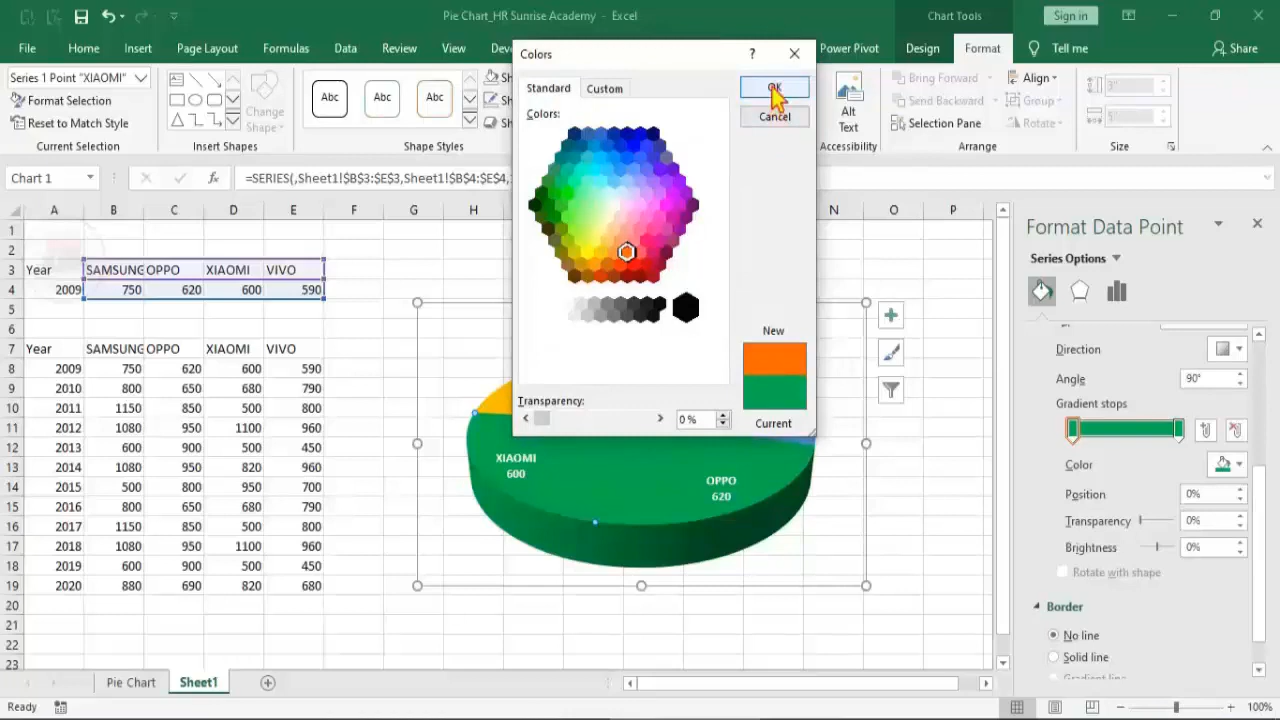 Pie Chart_HR Sunrise Academy - Excel
Chart Tools
Sign in
File Home Insert Page Layout Formulas Data Review View Power Pivot Design Format Tell me Share
Series 1 Point "XIAOMI"
Format Selection
Reset to Match Style
Current Selection
Change Shape
Insert Shapes
Abc Abc Abc
Shape Styles
Alt Text
Accessibility
Bring Forward
Send Backward
Selection Pane
Align
Group
Rotate
Arrange
3"
5"
Size
Chart 1
fx
=SERIES(,Sheet1!$B$3:$E$3,Sheet1!$B$4:$E$4,
Colors
?
Standard Custom
OK
Cancel
Colors:
New
Current
Transparency:
0 %
A B C D E F G H N O P
1
2
3 Year SAMSUNG OPPO XIAOMI VIVO
4 2009 750 620 600 590
5
6
7 Year SAMSUNG OPPO XIAOMI VIVO
8 2009 750 620 600 590
9 2010 800 650 680 790
10 2011 1150 850 500 800
11 2012 1080 950 1100 960
12 2013 600 900 500 450
13 2014 1080 950 820 960
14 2015 500 800 950 700
15 2016 800 650 680 790
16 2017 1150 850 500 800
17 2018 1080 950 1100 960
18 2019 600 900 500 450
19 2020 880 690 820 680
20
21
22
23
XIAOMI
600
OPPO
620
Format Data Point
Series Options
Direction
Angle 90°
Gradient stops
Color
Position 0%
Transparency 0%
Brightness 0%
Rotate with shape
Border
No line
Solid line
Gradient line
Pie Chart Sheet1
Ready
100%